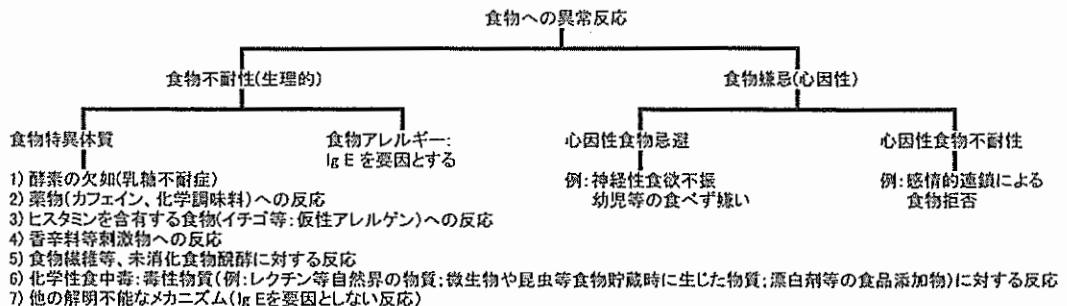 食物への異常反応
食物不耐性(生理的)
食物嫌忌(心因性)
食物特異体質
食物アレルギー:
Ig E を要因とする
心因性食物忌避
例:神経性食欲不振
幼児等の食べず嫌い
心因性食物不耐性
例:感情的連鎖による
食物拒否
1) 酵素の欠如(乳糖不耐症)
2) 薬物(カフェイン、化学調味料)への反応
3) ヒスタミンを含有する食物(イチゴ等:仮性アレルゲン)への反応
4) 香辛料等刺激物への反応
5) 食物繊維等、未消化食物醗酵に対する反応
6) 化学性食中毒:毒性物質(例:レクチン等自然界の物質;微生物や昆虫等食物貯蔵時に生じた物質;漂白剤等の食品添加物)に対する反応
7) 他の解明不能なメカニズム(Ig Eを要因としない反応)